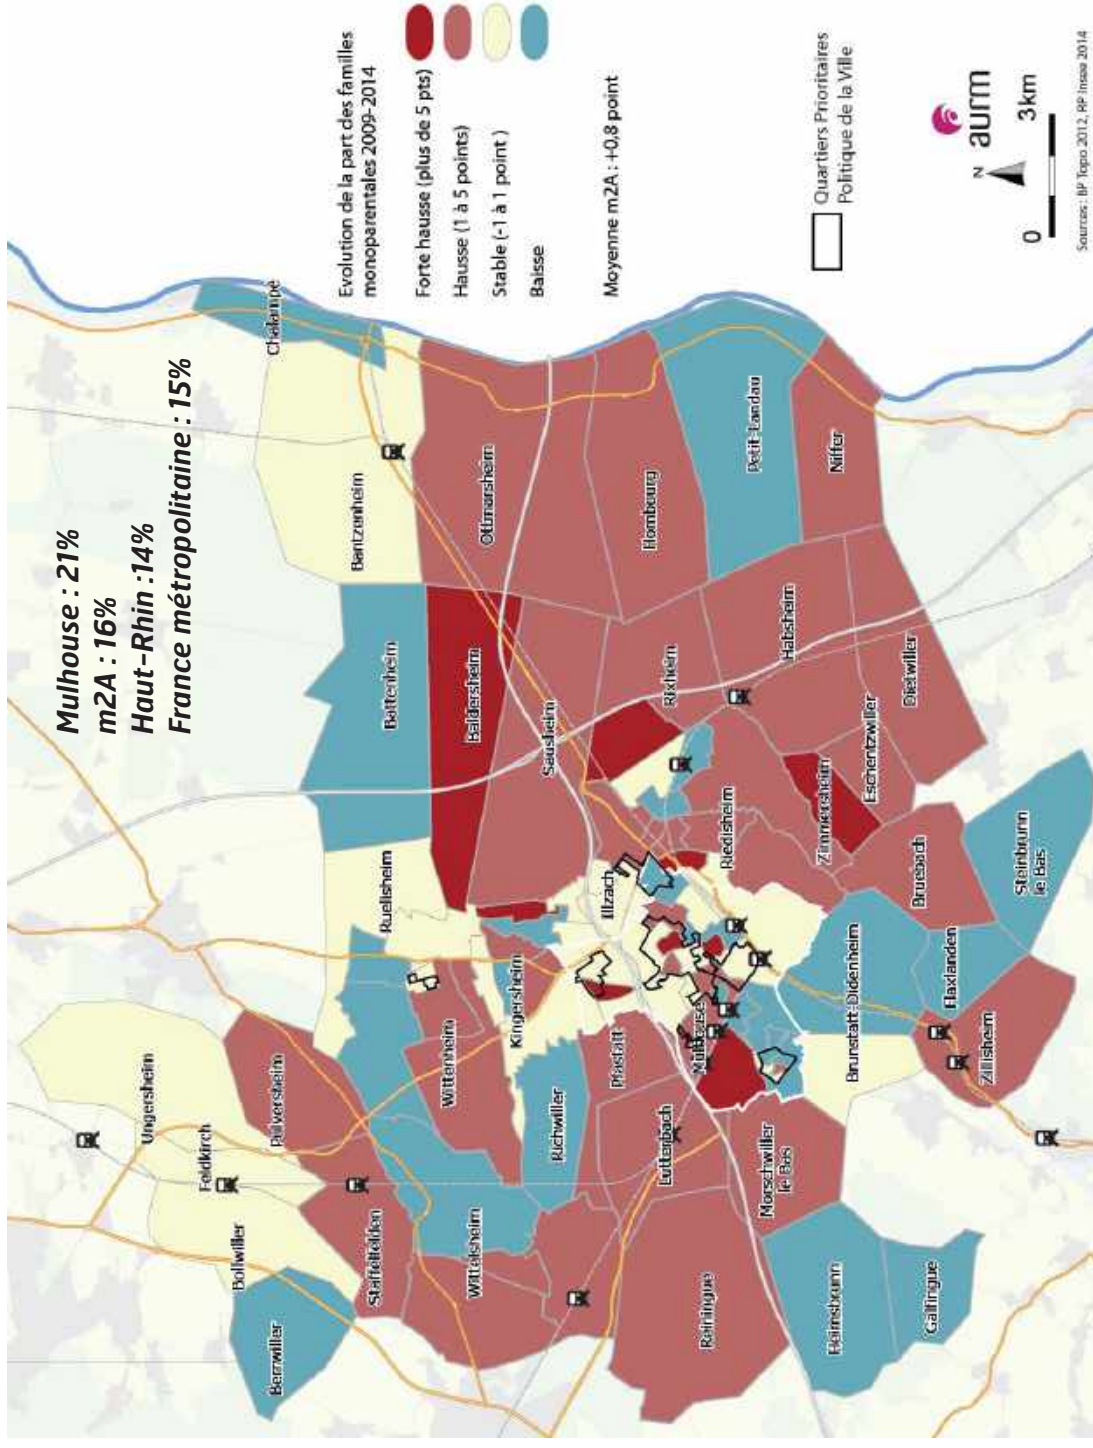 Mulhouse : 21%
m2A : 16%
Haut-Rhin :14%
France métropolitaine : 15%
Evolution de la part des familles
monoparentales 2009-2014
Forte hausse (plus de 5 pts)
Hausse (1 à 5 points)
Stable (-1 à 1 point )
Baisse
Moyenne m2A : +0,8 point
Quartiers Prioritaires
Politique de la Ville
aurm
N
0
3km
Sources : BP Topo 2012, RP Insee 2014
Chalampé
Bantzenheim
Ottmarsheim
Hombourg
Petit-Landau
Niffer
Battenheim
Baldersheim
Sausheim
Rixheim
Habsheim
Dietwiller
Eschentzwiller
Zimmersheim
Riedisheim
Bruebach
Steinbrunn
le Bas
Ruelisheim
Illzach
Kingersheim
Wittenheim
Mulhouse
Brunstatt-Didenheim
Flaxlanden
Zillisheim
Ungersheim
Pulversheim
Feldkirch
Bollwiller
Staffelfelden
Berrwiller
Wittelsheim
Richwiller
Pfastatt
Lutterbach
Morschwiller
le Bas
Reiningue
Heimsbrunn
Galfingue